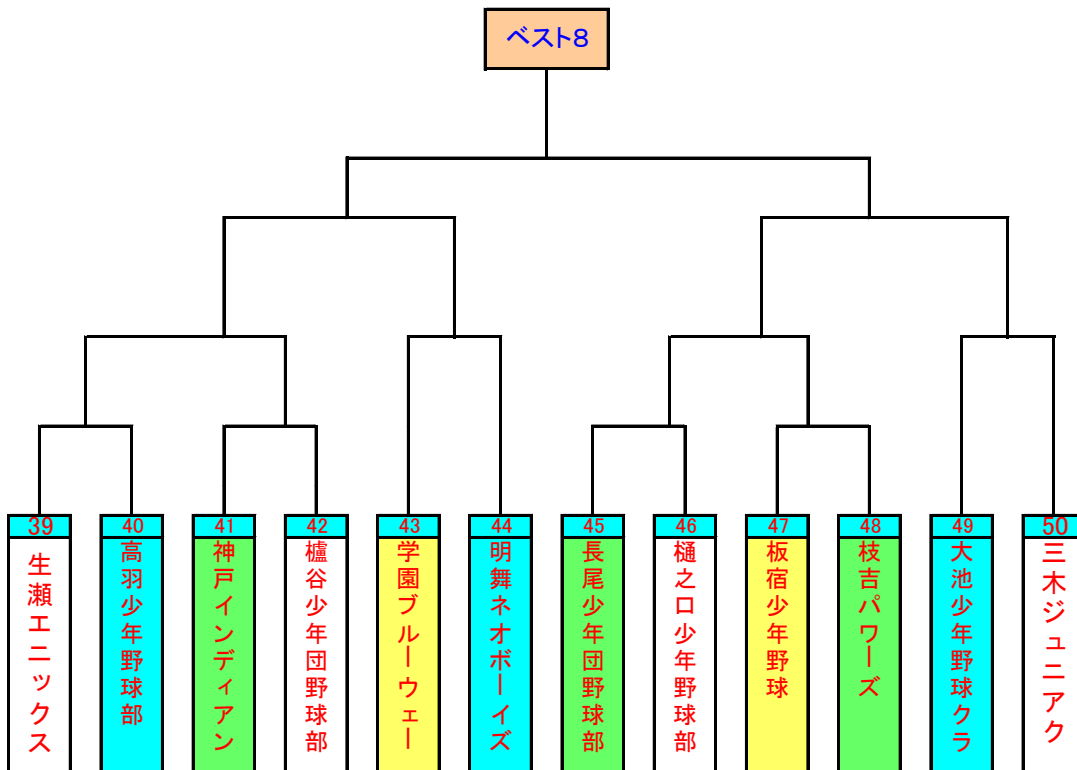 ベスト8
39
生瀬エニックス
40
高羽少年野球部
41
神戸インディアン
42
櫨谷少年団野球部
43
学園ブルーウェー
44
明舞ネオボーイズ
45
長尾少年団野球部
46
樋之口少年野球部
47
板宿少年野球
48
枝吉パワーズ
49
大池少年野球クラ
50
三木ジュニアク